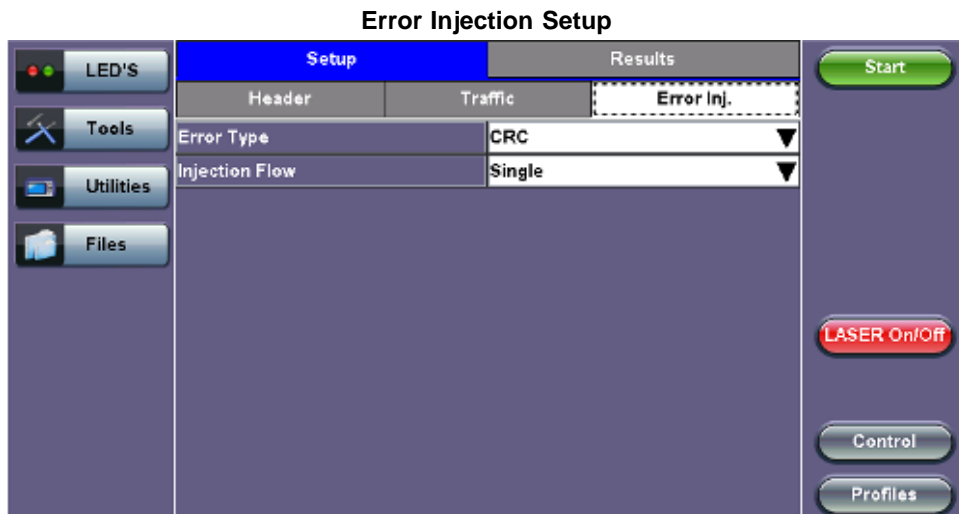 Error Injection Setup
LED'S
Setup
Results
Start
Header
Traffic
Error Inj.
Tools
Error Type
CRC
Injection Flow
Single
Utilities
Files
LASER On/Off
Control
Profiles